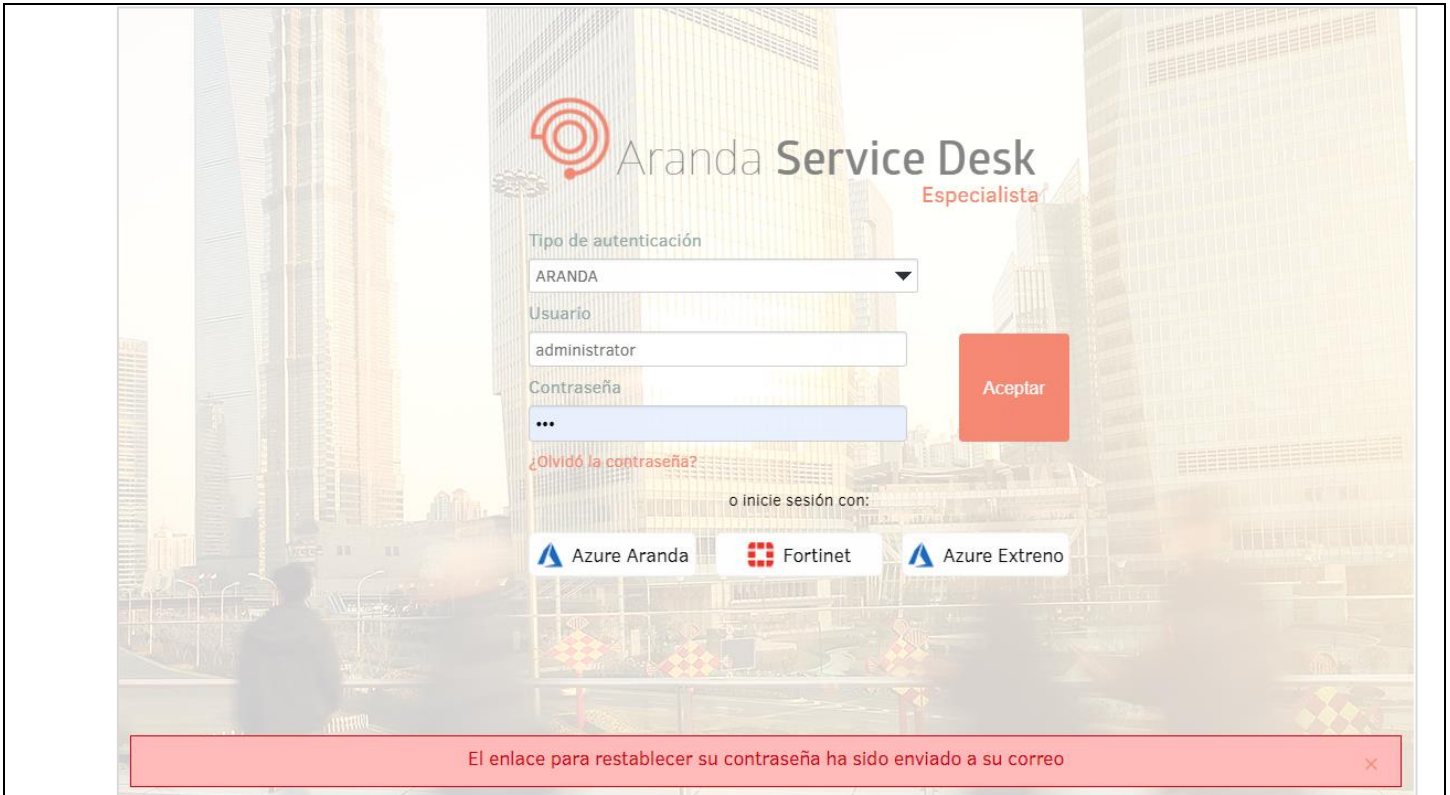 Aranda Service Desk
Especialista
Tipo de autenticación
ARANDA
Usuario
administrator
Contraseña
•••
Aceptar
¿Olvidó la contraseña?
o inicie sesión con:
Azure Aranda
Fortinet
Azure Extreno
El enlace para restablecer su contraseña ha sido enviado a su correo
×